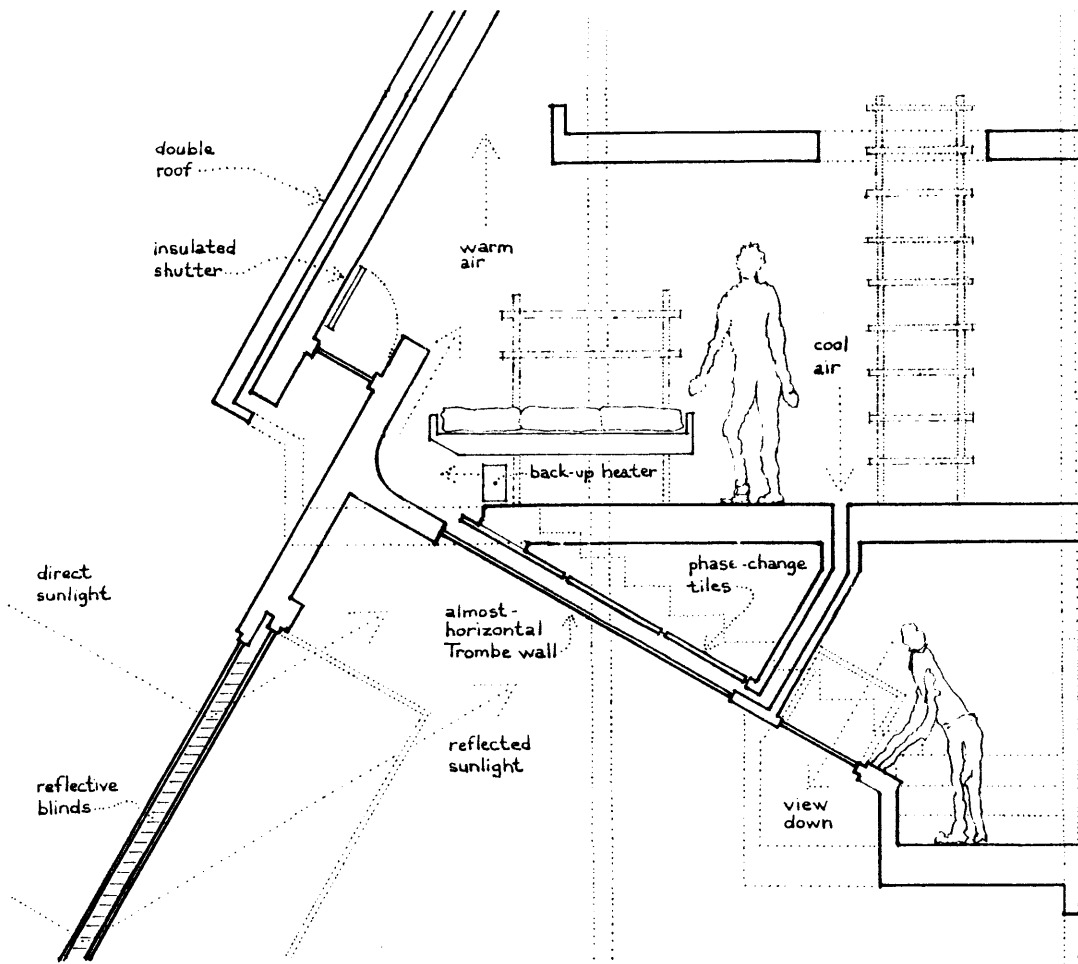 double
roof
insulated
shutter
warm
air
cool
air
back-up heater
phase-change
tiles
direct
sunlight
almost-
horizontal
Trombe wall
reflected
sunlight
reflective
blinds
view
down